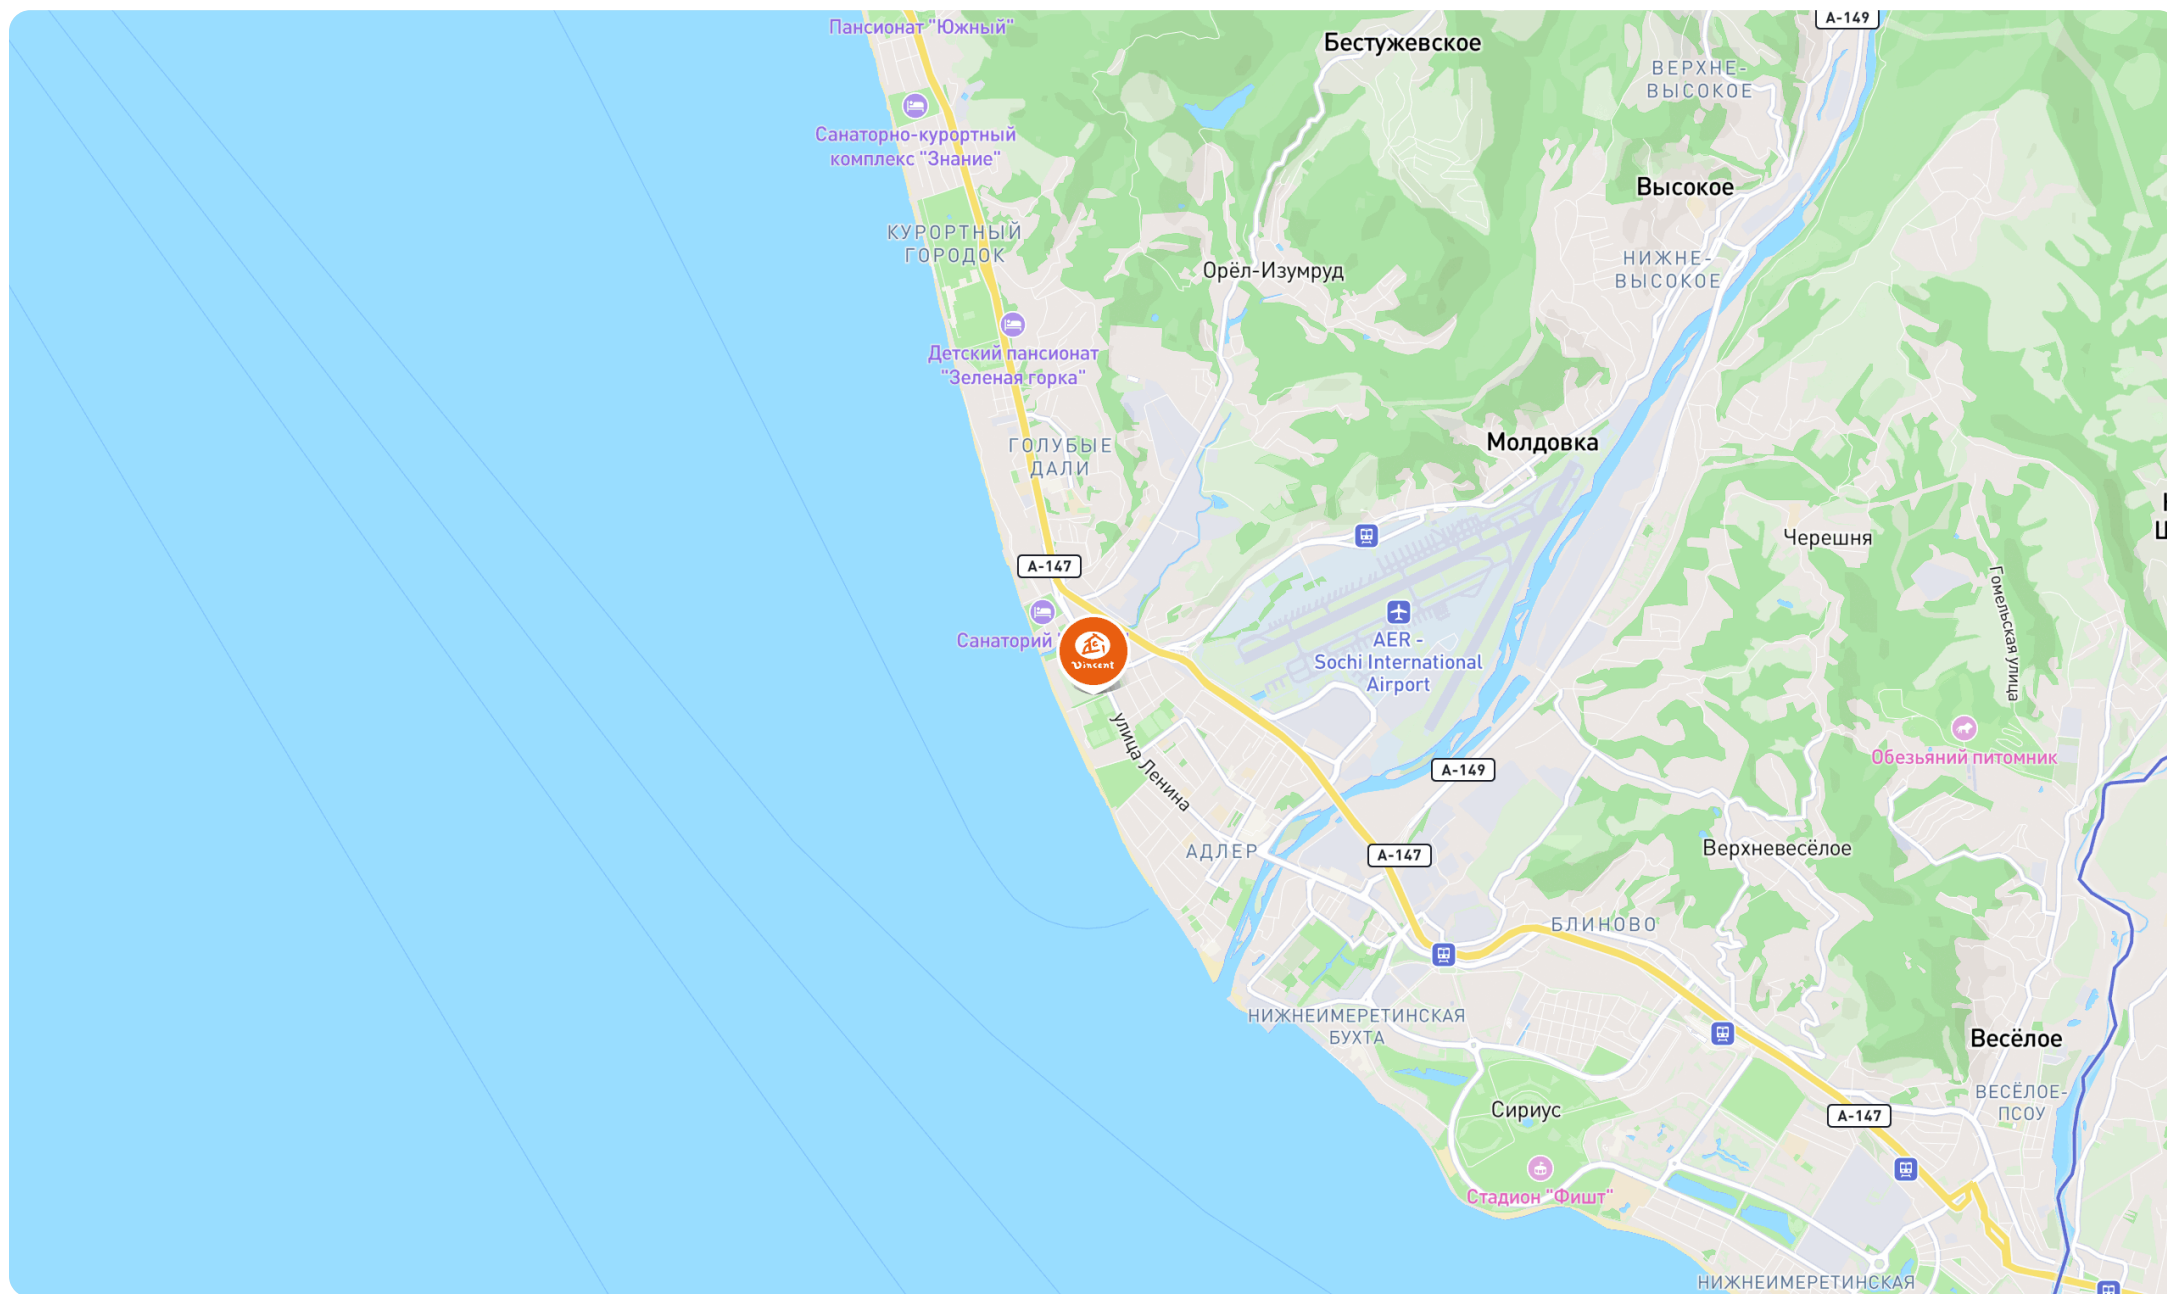 Пансионат "Южный"
А-149
Бестужевское
ВЕРХНЕ-
ВЫСОКОЕ
Санаторно-курортный
комплекс "Знание"
Высокое
КУРОРТНЫЙ
ГОРОДОК
НИЖНЕ-
ВЫСОКОЕ
Орёл-Изумруд
Детский пансионат
"Зеленая горка"
ГОЛУБЫЕ
ДАЛИ
Молдовка
Черешня
А-147
Гомельская улица
Санаторий
Vincent
AER -
Sochi International
Airport
улица Ленина
Обезьяний питомник
А-149
АДЛЕР
А-147
Верхневесёлое
БЛИНОВО
НИЖНЕИМЕРЕТИНСКАЯ
БУХТА
Весёлое
ВЕСЁЛОЕ-
ПСОУ
Сириус
А-147
Стадион "Фишт"
НИЖНЕИМЕРЕТИНСКАЯ